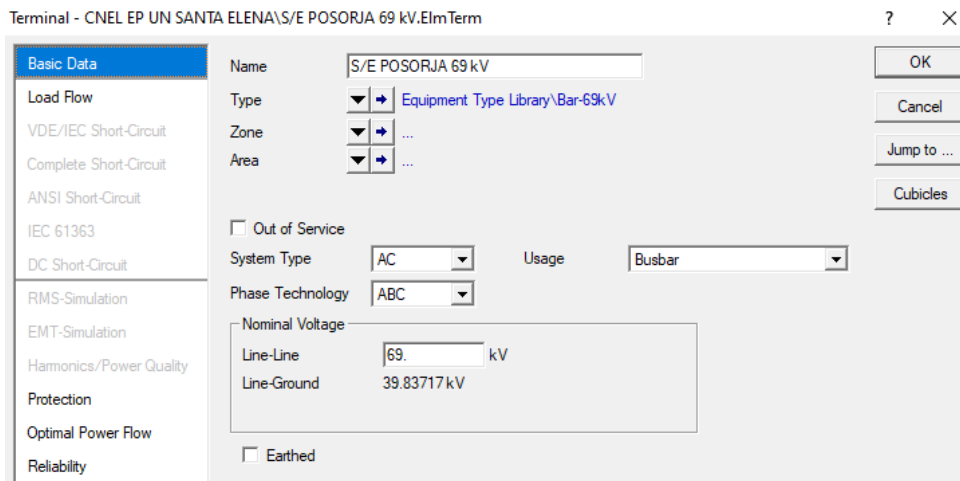 Terminal - CNEL EP UN SANTA ELENA\S/E POSORJA 69 kV.ElmTerm ?
Basic Data
Load Flow
VDE/IEC Short-Circuit
Complete Short-Circuit
ANSI Short-Circuit
IEC 61363
DC Short-Circuit
RMS-Simulation
EMT-Simulation
Harmonics/Power Quality
Protection
Optimal Power Flow
Reliability
Name S/E POSORJA 69 kV
Type Equipment Type Library\Bar-69kV
Zone ...
Area ...
Out of Service
System Type AC Usage Busbar
Phase Technology ABC
Nominal Voltage
Line-Line 69. kV
Line-Ground 39.83717 kV
Earthed
OK
Cancel
Jump to ...
Cubicles